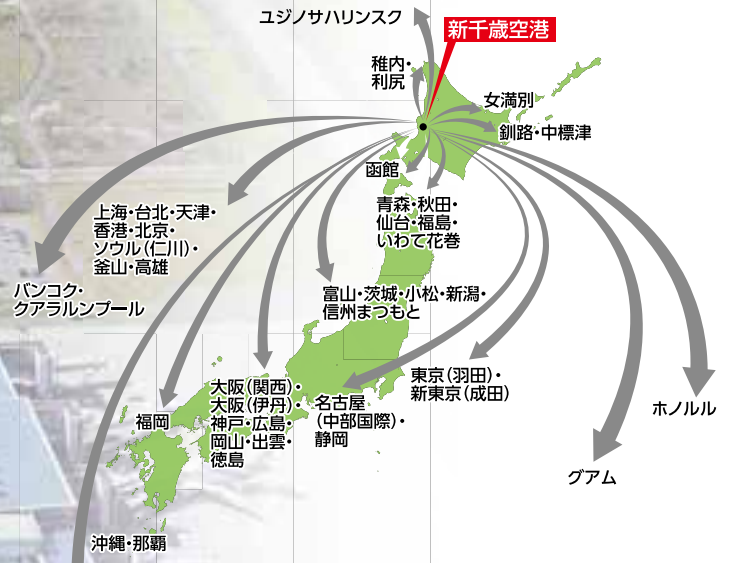 ユジノサハリンスク
新千歳空港
稚内・
利尻
女満別
釧路・中標津
函館
青森・秋田・
仙台・福島・
いわて花巻
上海・台北・天津・
香港・北京・
ソウル（仁川）・
釜山・高雄
バンコク・
クアラルンプール
富山・茨城・小松・新潟・
信州まつもと
東京（羽田）・
新東京（成田）
大阪（関西）・
大阪（伊丹）・
神戸・広島・
岡山・出雲・
徳島
名古屋
（中部国際）・
静岡
福岡
ホノルル
グアム
沖縄・那覇